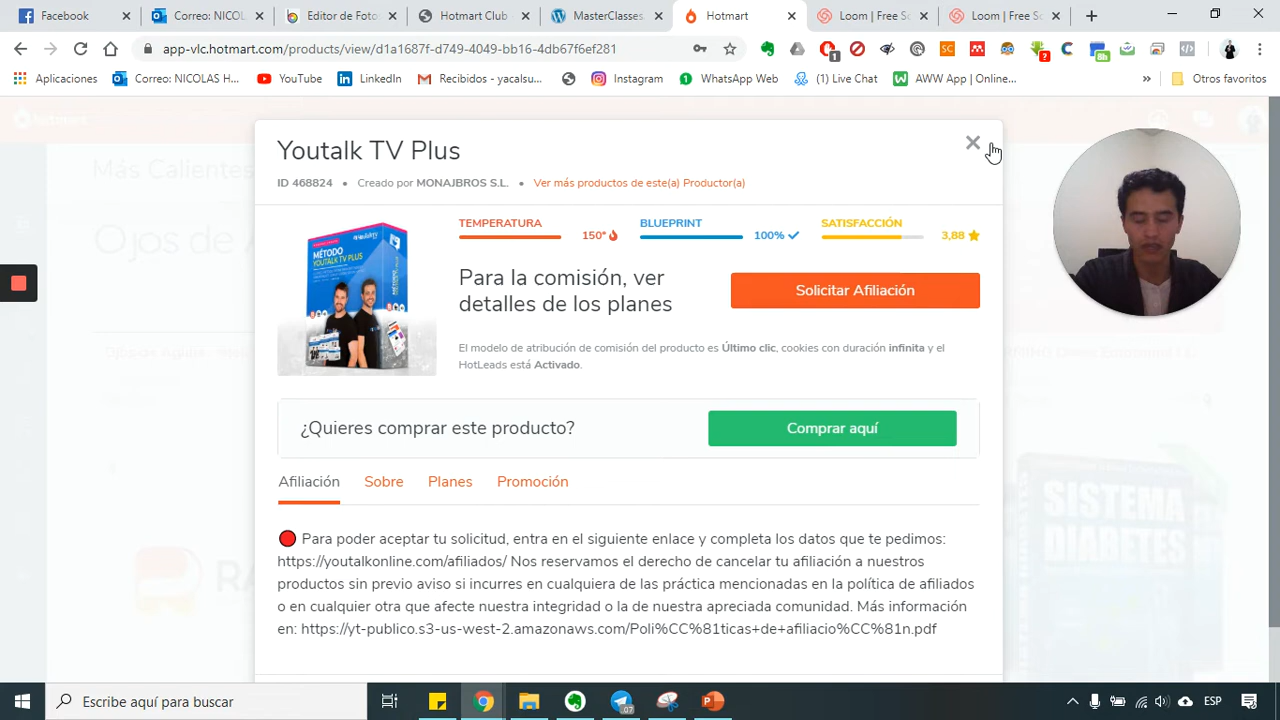 Facebook
Correo: NICOL
Editor de Foto
Hotmart Club -
MasterClasses
Hotmart
Loom | Free Sc
Loom | Free Sc
app-vlc.hotmart.com/products/view/d1a1687f-d749-4049-bb16-4db67f6ef281
1
SC
?
8h
Aplicaciones
Correo: NICOLAS H...
YouTube
LinkedIn
Recibidos - yacalsu...
Instagram
WhatsApp Web
(:) Live Chat
AWW App | Online...
»
Otros favoritos
Más Calientes
Youtalk TV Plus
ID 468824 • Creado por MONAJBROS S.L. • Ver más productos de este(a) Productor(a)
TEMPERATURA
150°
BLUEPRINT
100%
SATISFACCIÓN
3,88
MÉTODO
YOUTALK TV PLUS
Para la comisión, ver
detalles de los planes
Solicitar Afiliación
El modelo de atribución de comisión del producto es Último clic, cookies con duración infinita y el
HotLeads está Activado.
¿Quieres comprar este producto?
Comprar aquí
Afiliación
Sobre
Planes
Promoción
Para poder aceptar tu solicitud, entra en el siguiente enlace y completa los datos que te pedimos:
https://youtalkonline.com/afiliados/ Nos reservamos el derecho de cancelar tu afiliación a nuestros
productos sin previo aviso si incurres en cualquiera de las práctica mencionadas en la política de afiliados
o en cualquier otra que afecte nuestra integridad o la de nuestra apreciada comunidad. Más información
en: https://yt-publico.s3-us-west-2.amazonaws.com/Poli%CC%81ticas+de+afiliacio%CC%81n.pdf
SISTEMA
DIABETES
Escribe aquí para buscar
07
ESP